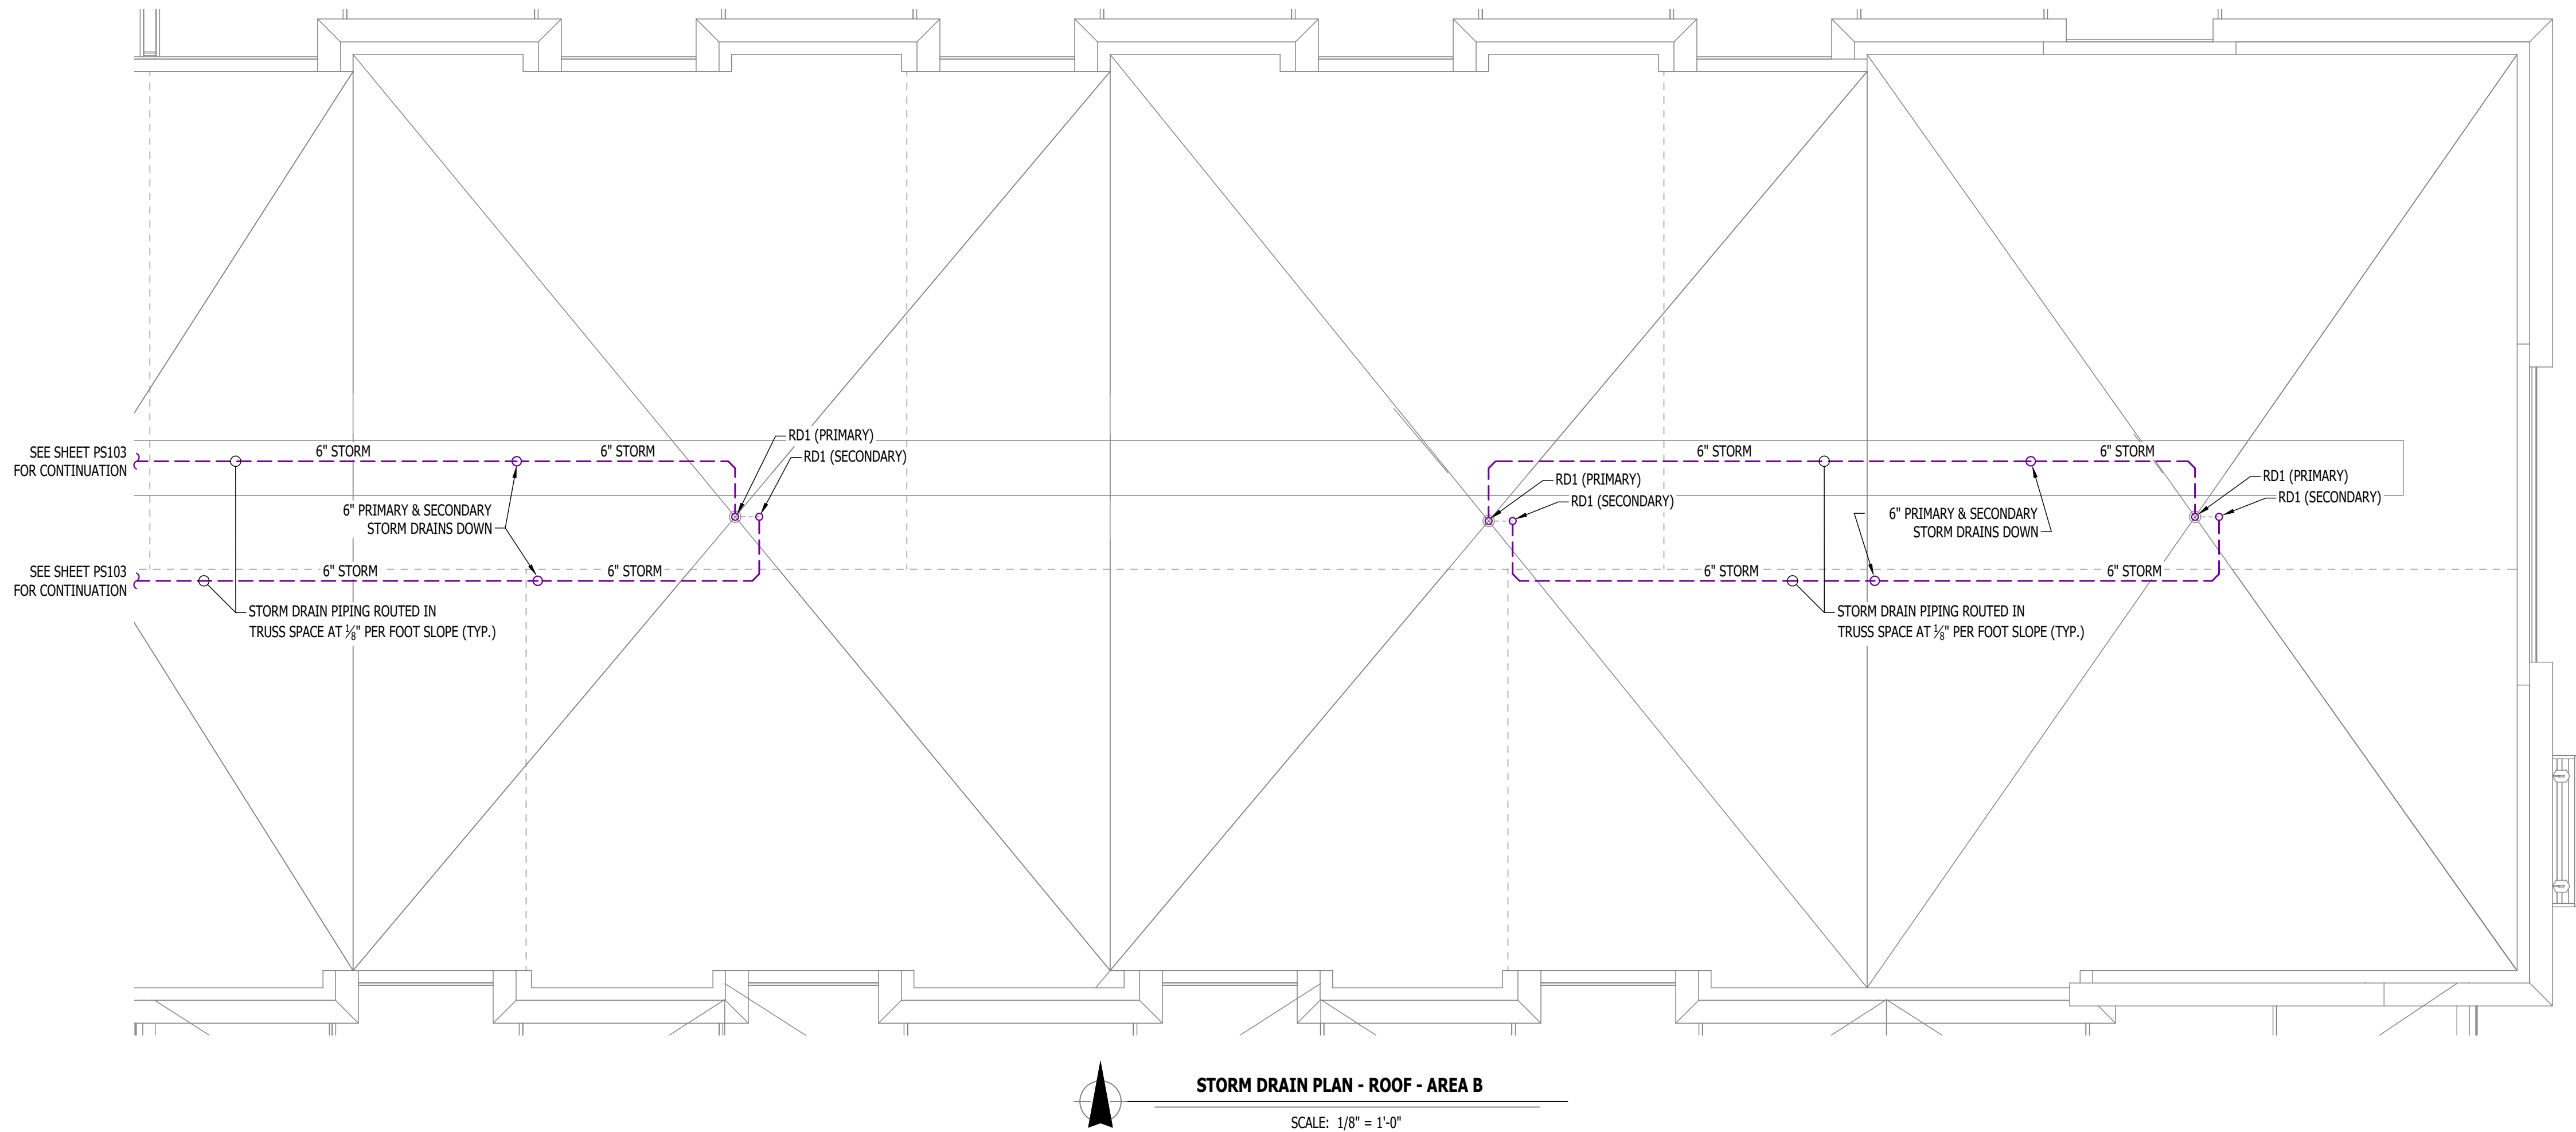 SEE SHEET PS103
FOR CONTINUATION
6" STORM
6" STORM
RD1 (PRIMARY)
RD1 (SECONDARY)
6" PRIMARY & SECONDARY
STORM DRAINS DOWN
SEE SHEET PS103
FOR CONTINUATION
6" STORM
6" STORM
STORM DRAIN PIPING ROUTED IN
TRUSS SPACE AT ⅛" PER FOOT SLOPE (TYP.)
6" STORM
6" STORM
RD1 (PRIMARY)
RD1 (SECONDARY)
RD1 (PRIMARY)
RD1 (SECONDARY)
6" PRIMARY & SECONDARY
STORM DRAINS DOWN
6" STORM
6" STORM
STORM DRAIN PIPING ROUTED IN
TRUSS SPACE AT ⅛" PER FOOT SLOPE (TYP.)
STORM DRAIN PLAN - ROOF - AREA B
SCALE: 1/8" = 1'-0"